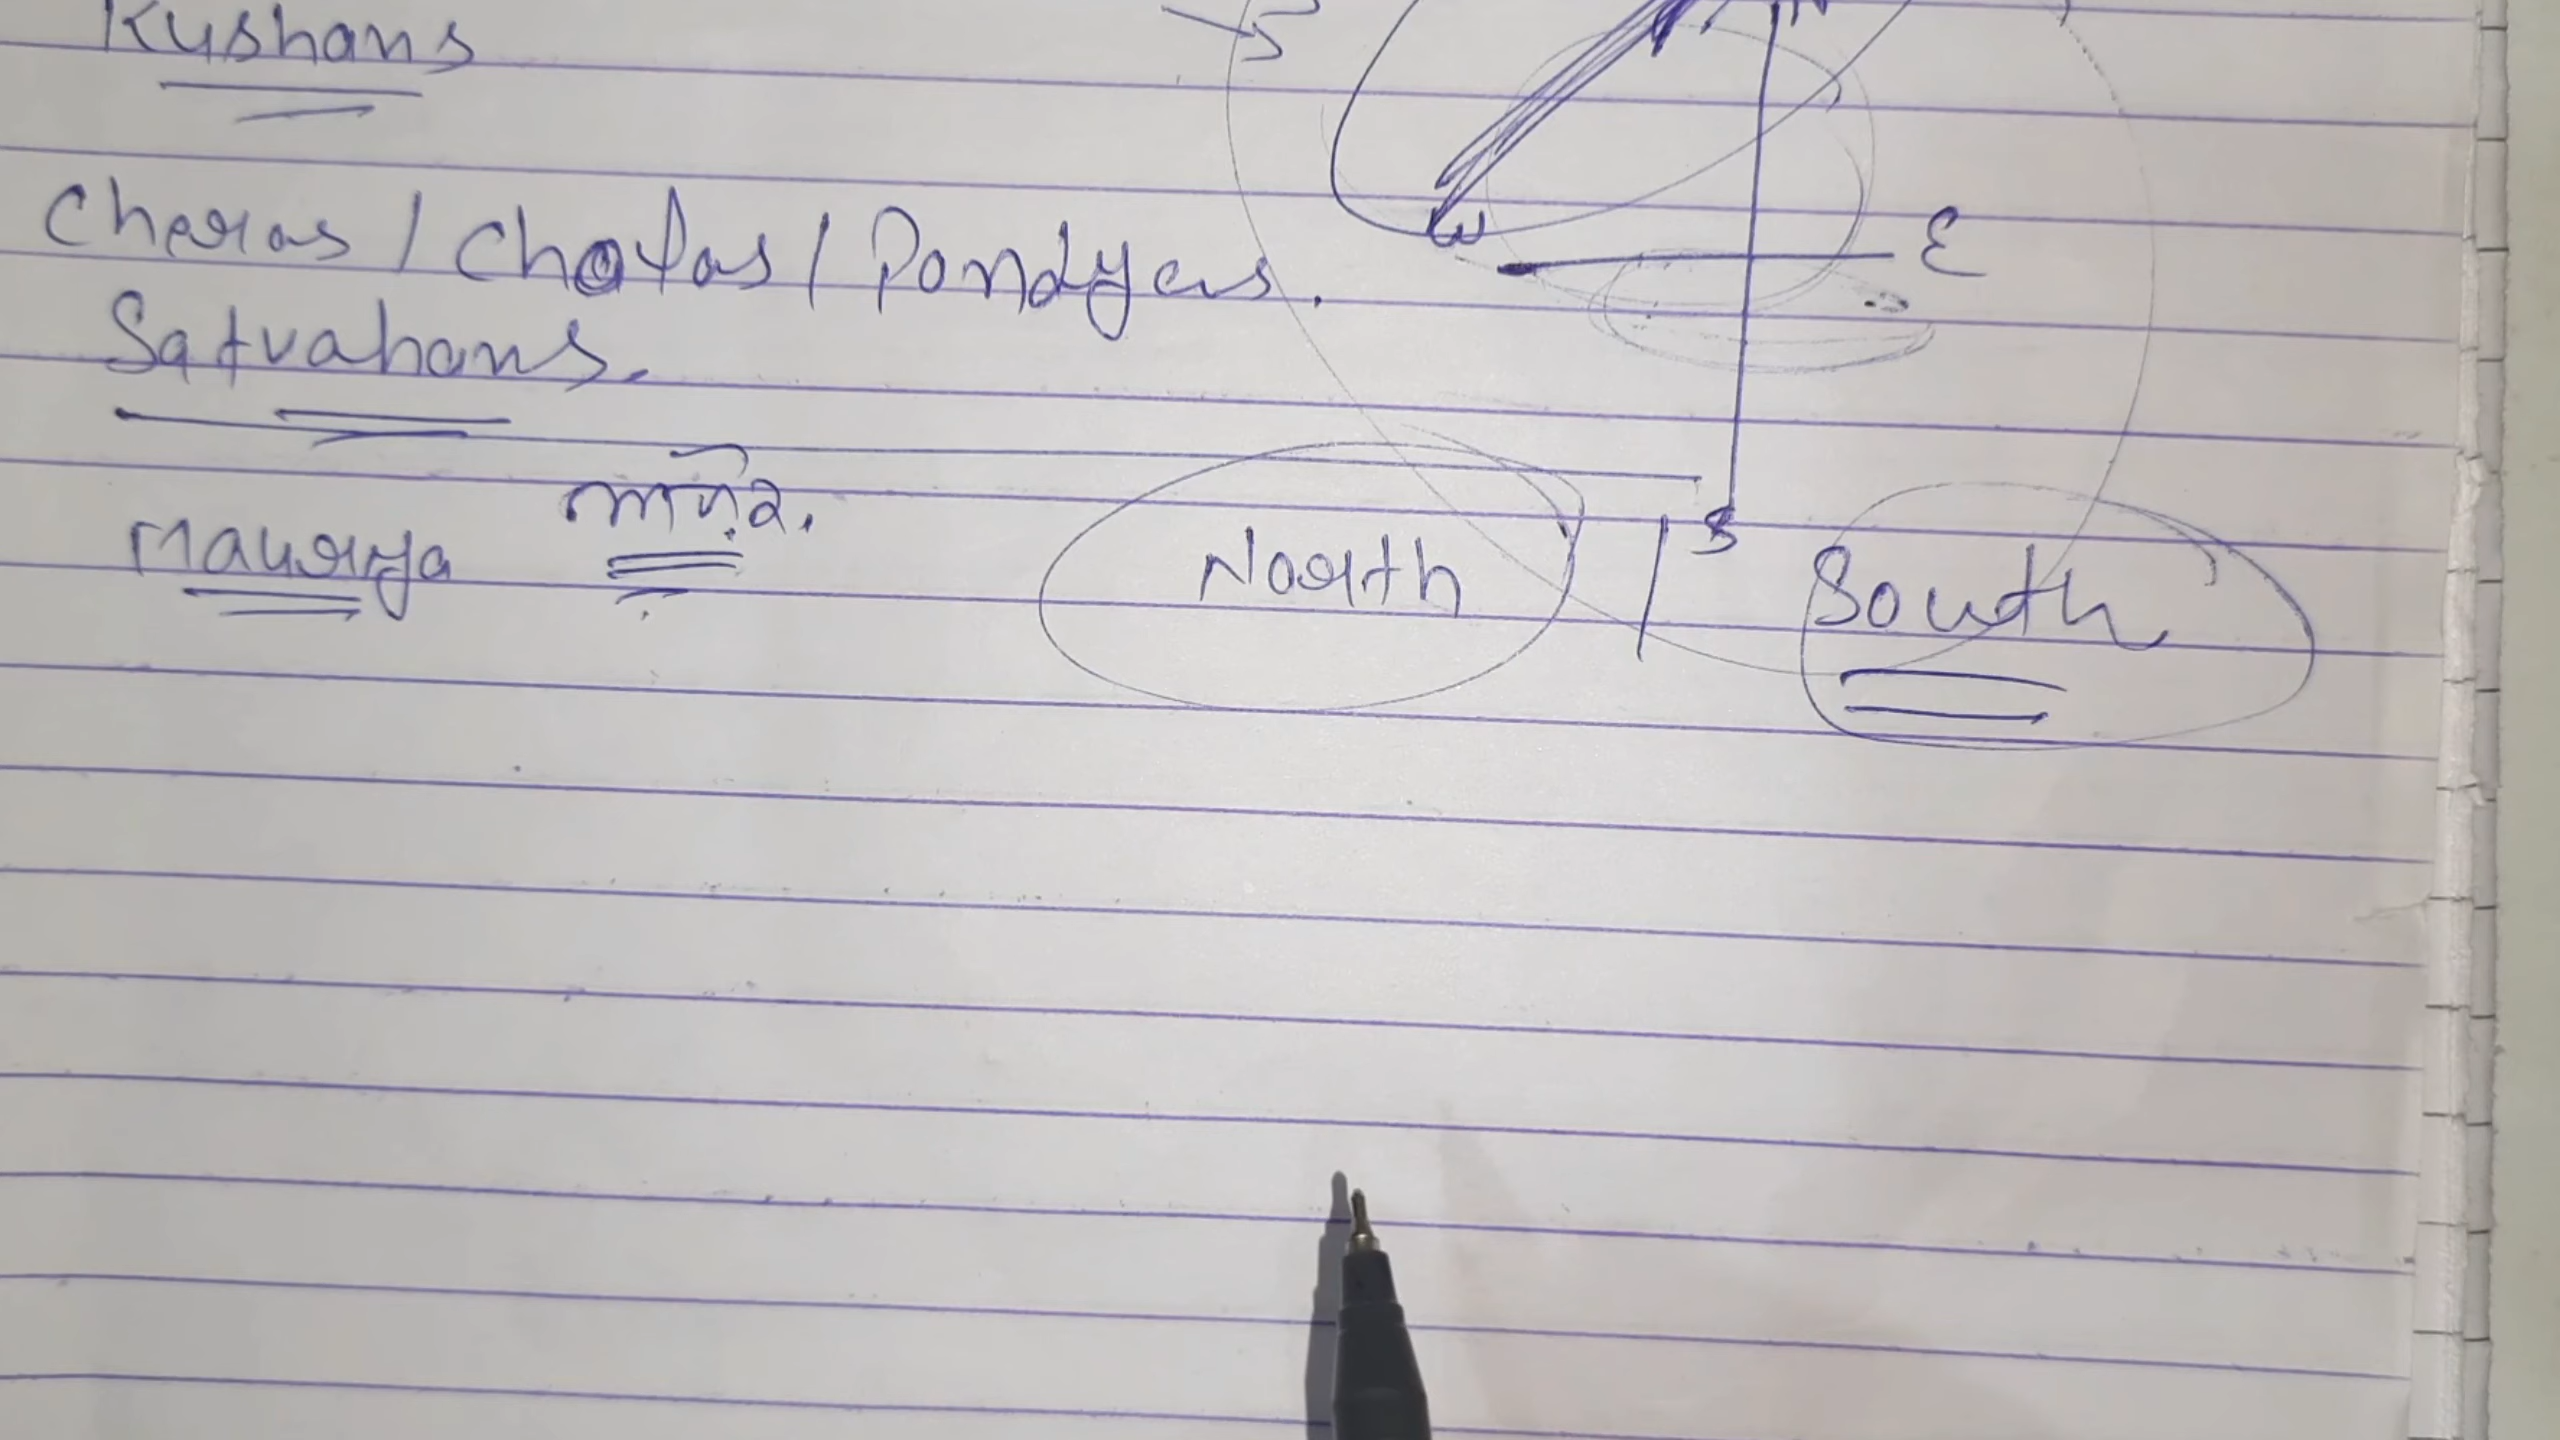 Kushans
W E
Cheras / Cholas / Pandyas.
Satvahans.
S
Maurya
North | South